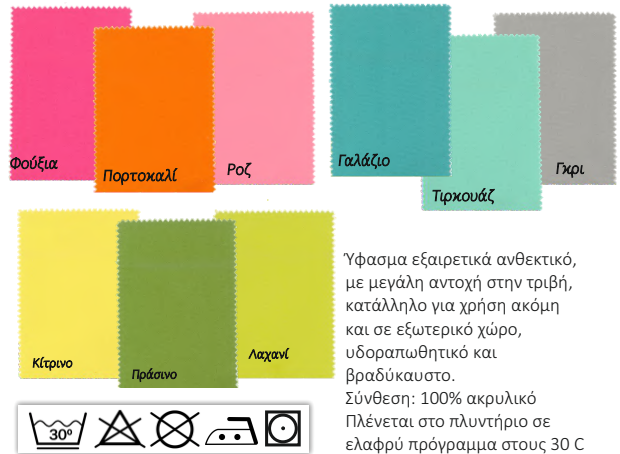 Φούξια
Πορτοκαλί
Ροζ
Γαλάζιο
Τιρκουάζ
Γκρι
Κίτρινο
Πράσινο
Λαχανί
Ύφασμα εξαιρετικά ανθεκτικό,
με μεγάλη αντοχή στην τριβή,
κατάλληλο για χρήση ακόμη
και σε εξωτερικό χώρο,
υδοραπωθητικό και
βραδύκαυστο.
Σύνθεση: 100% ακρυλικό
Πλένεται στο πλυντήριο σε
ελαφρύ πρόγραμμα στους 30 C
30º